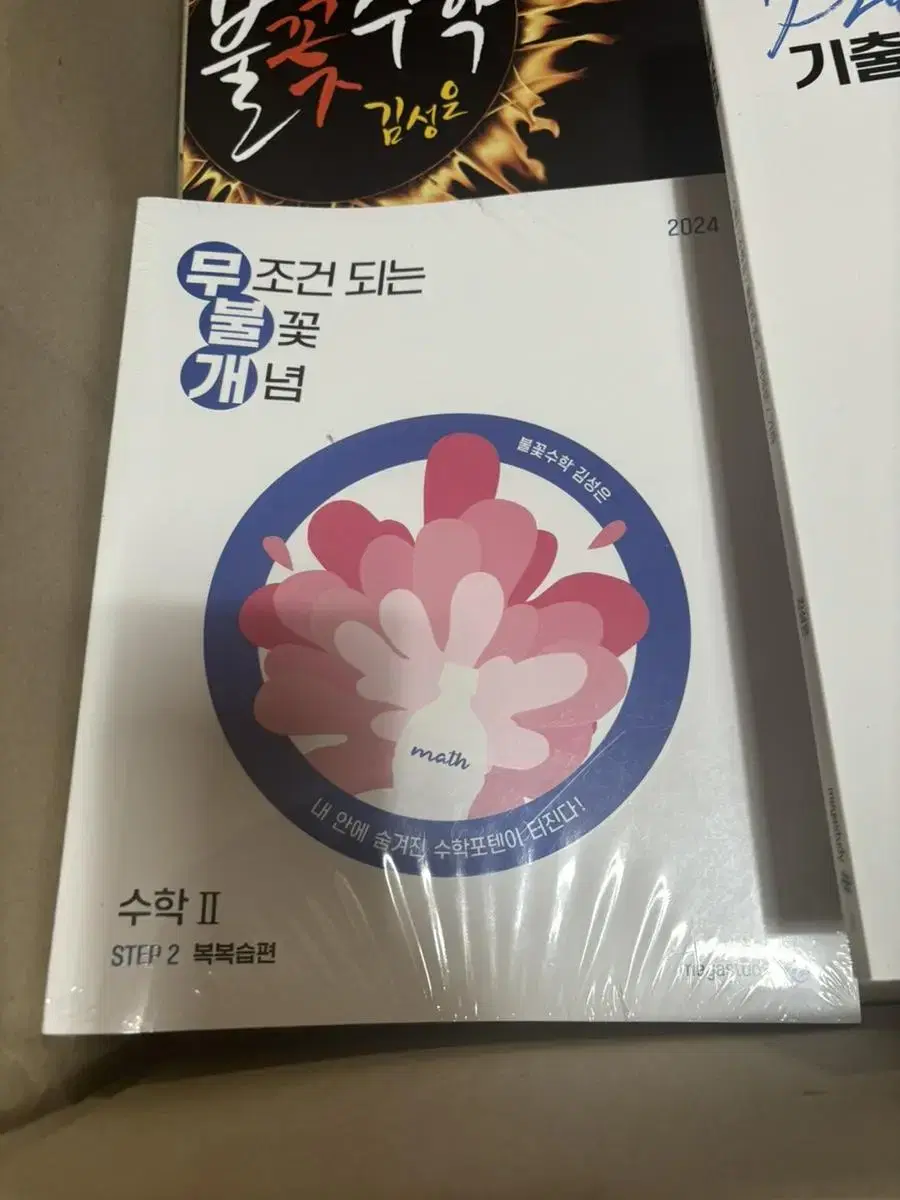 불꽃수학
김성은
기출
2024
무조건 되는
불꽃
개념
불꽃수학 김성은
math
내 안에 숨겨진 수학포텐이 터진다!
수학 II
STEP 2 복복습편
megastudy